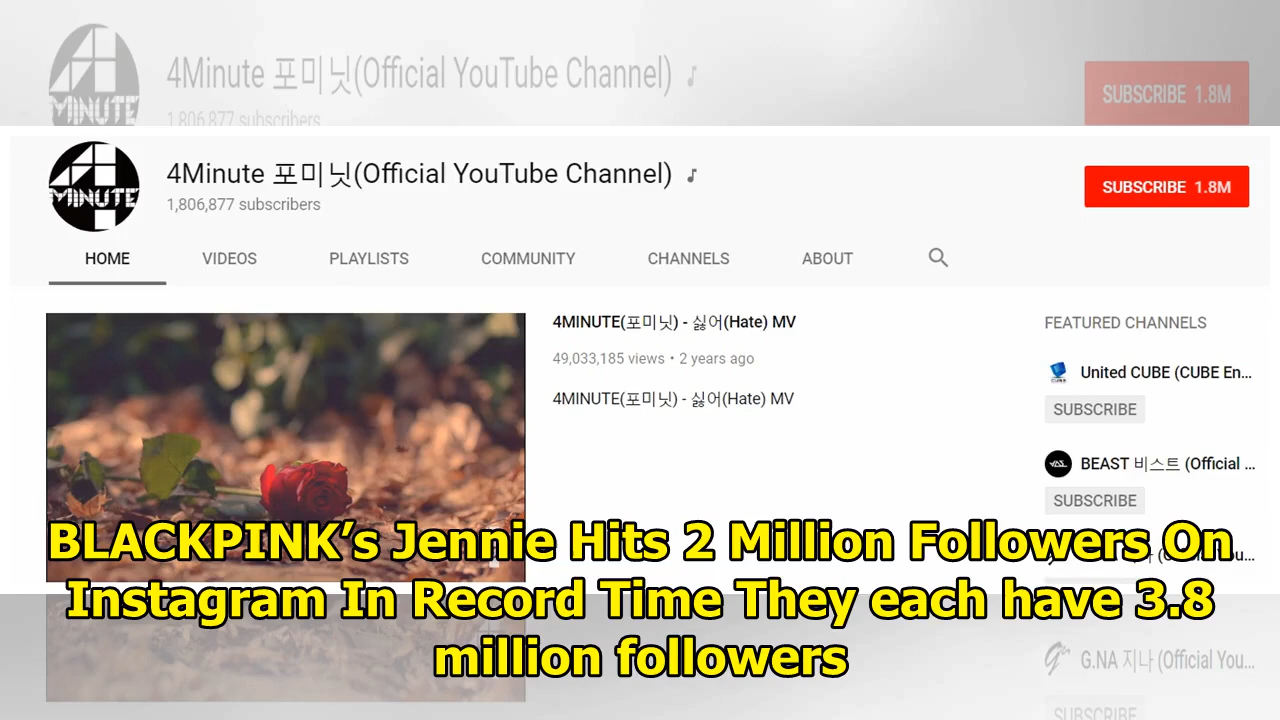 4Minute 포미닛(Official YouTube Channel)
1,806,877 subscribers
SUBSCRIBE 1.8M
4MINUTE
4Minute 포미닛(Official YouTube Channel)
1,806,877 subscribers
SUBSCRIBE 1.8M
4MINUTE
HOME VIDEOS PLAYLISTS COMMUNITY CHANNELS ABOUT
4MINUTE(포미닛) - 싫어(Hate) MV
49,033,185 views • 2 years ago
4MINUTE(포미닛) - 싫어(Hate) MV
FEATURED CHANNELS
United CUBE (CUBE En...
SUBSCRIBE
BEAST 비스트 (Official ...
SUBSCRIBE
BLACKPINK’s Jennie Hits 2 Million Followers On
Instagram In Record Time They each have 3.8
million followers
G.NA 지나 (Official You...
SUBSCRIBE